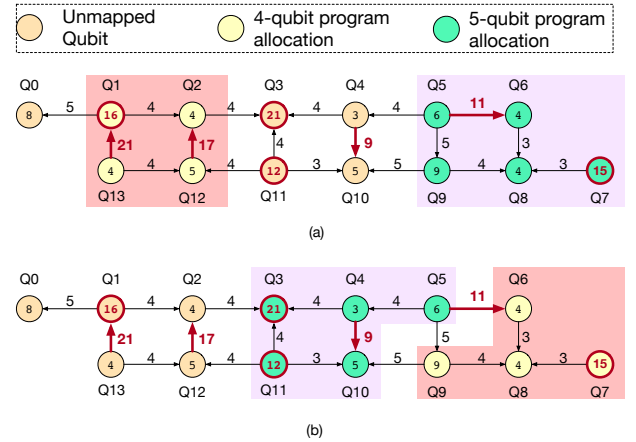 Unmapped Qubit
4-qubit program allocation
5-qubit program allocation
Q0 Q1 Q2 Q3 Q4 Q5 Q6
8 5 16 4 4 4 21 4 3 4 6 11 4
21 17 4 9 5 3
4 4 5 4 12 3 5 5 9 4 8 3 15
Q13 Q12 Q11 Q10 Q9 Q8 Q7
(a)
Q0 Q1 Q2 Q3 Q4 Q5 Q6
8 5 16 4 4 4 21 4 3 4 6 11 4
21 17 4 9 5 3
4 4 5 4 12 3 5 5 9 4 4 3 15
Q13 Q12 Q11 Q10 Q9 Q8 Q7
(b)